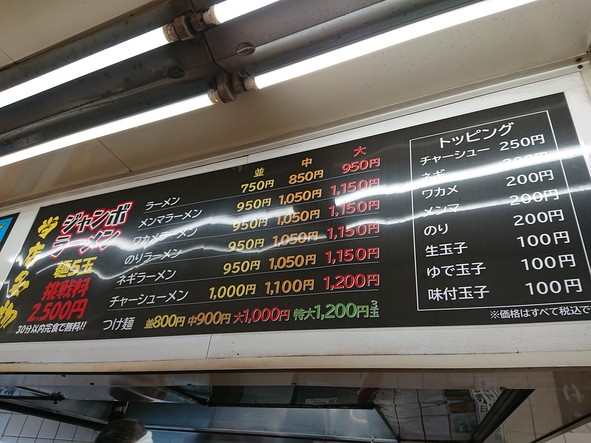 ジャンボ
ラーメン
麺5玉
挑戦料
2,500円
30分以内完食で無料!!
並 中 大
ラーメン 750円 850円 950円
メンマラーメン 950円 1,050円 1,150円
ワカメラーメン 950円 1,050円 1,150円
のりラーメン 950円 1,050円 1,150円
ネギラーメン 950円 1,050円 1,150円
チャーシューメン 1,000円 1,100円 1,200円
つけ麺 並800円 中900円 大1,000円 特大1,200円 3玉
トッピング
チャーシュー 250円
ネギ 200円
ワカメ 200円
メンマ 200円
のり 200円
生玉子 100円
ゆで玉子 100円
味付玉子 100円
※価格はすべて税込で